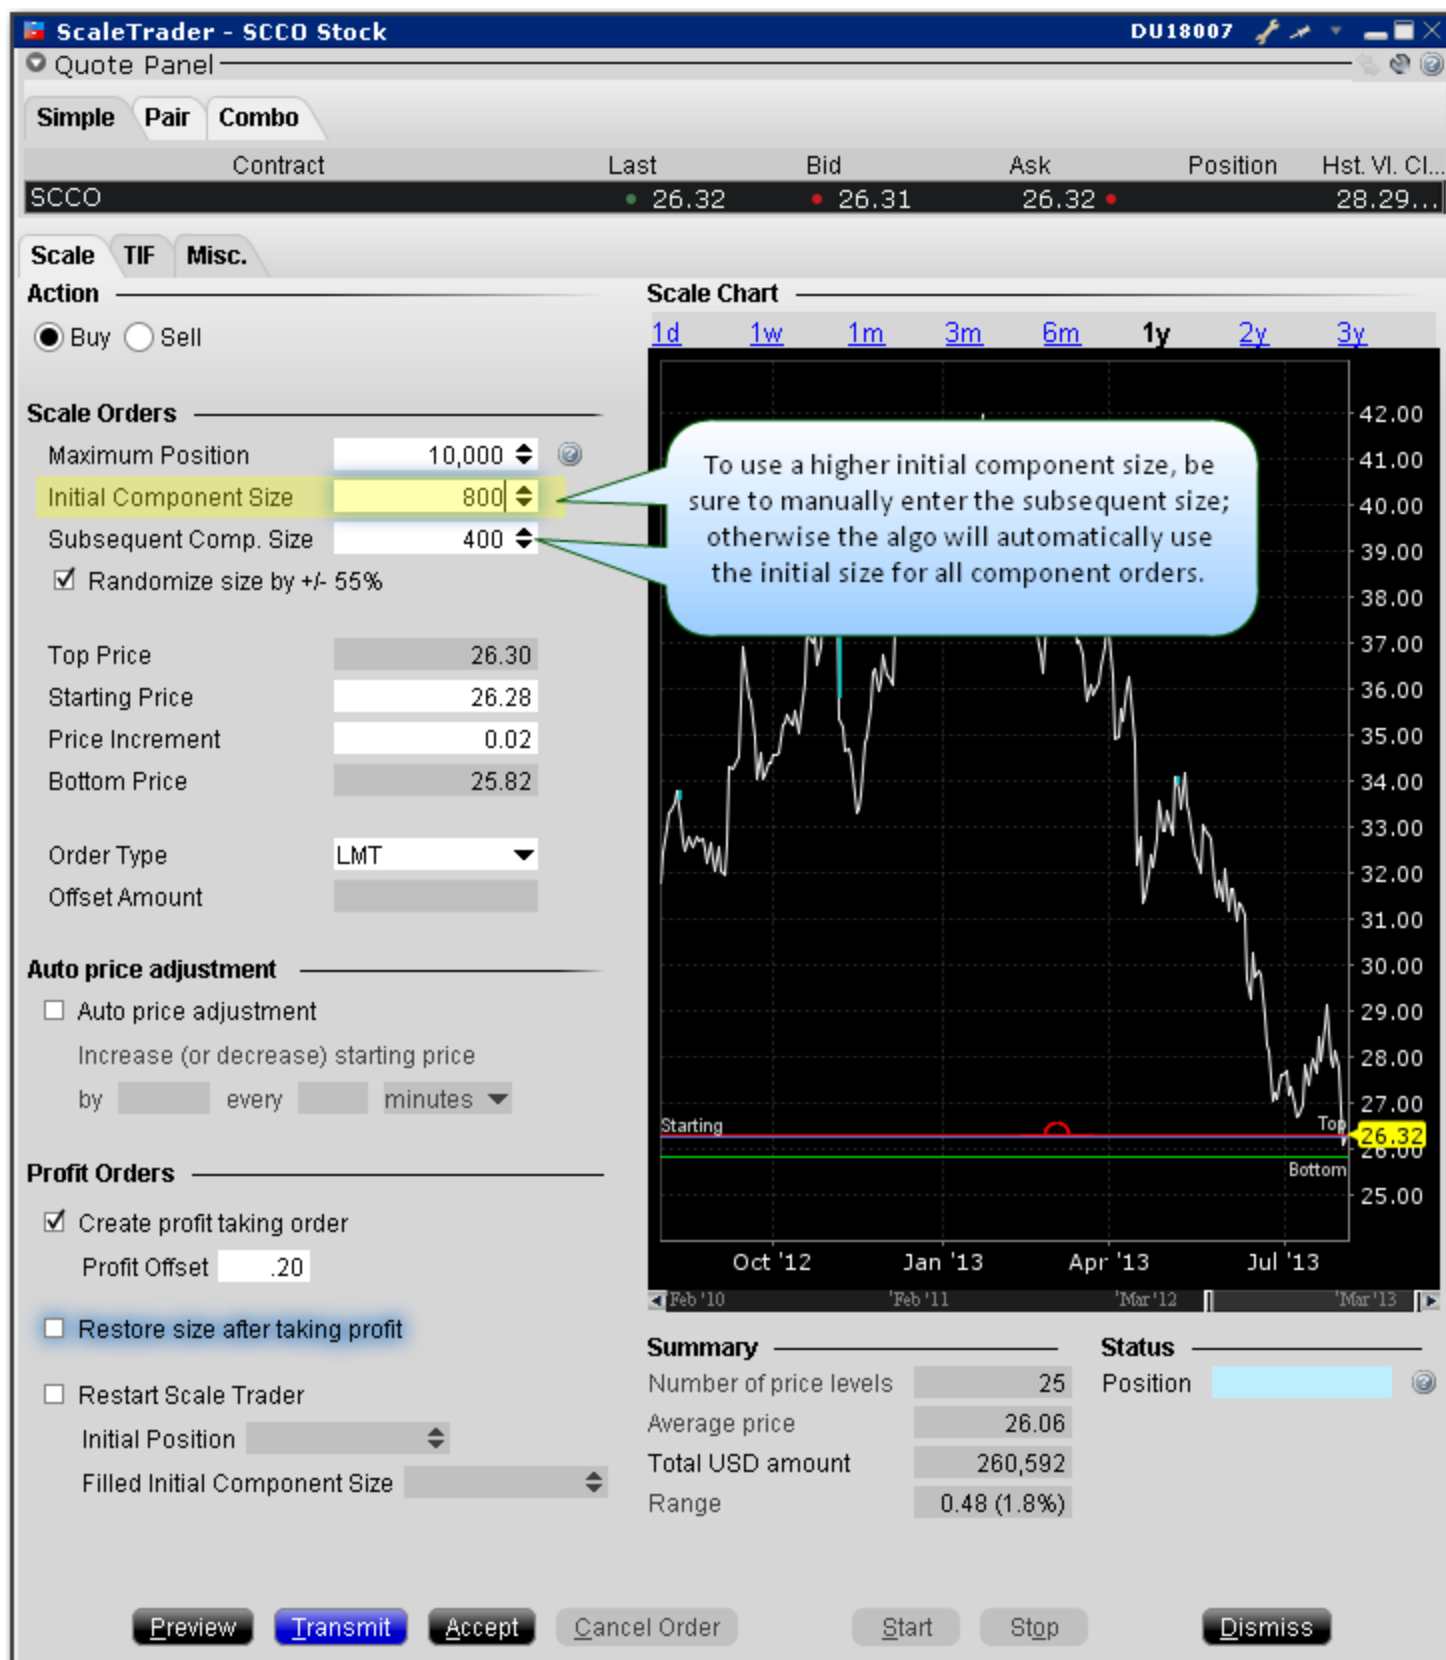 ScaleTrader - SCCO Stock DU18007
Quote Panel
Simple Pair Combo
Contract Last Bid Ask Position Hst. Vl. Cl...
SCCO 26.32 26.31 26.32 28.29...
Scale TIF Misc.
Action
Buy Sell
Scale Orders
Maximum Position 10,000
Initial Component Size 800
Subsequent Comp. Size 400
Randomize size by +/- 55%
Top Price 26.30
Starting Price 26.28
Price Increment 0.02
Bottom Price 25.82
Order Type LMT
Offset Amount
Auto price adjustment
Auto price adjustment
Increase (or decrease) starting price
by every minutes
Profit Orders
Create profit taking order
Profit Offset .20
Restore size after taking profit
Restart Scale Trader
Initial Position
Filled Initial Component Size
Scale Chart
1d 1w 1m 3m 6m 1y 2y 3y
To use a higher initial component size, be
sure to manually enter the subsequent size;
otherwise the algo will automatically use
the initial size for all component orders.
42.00
41.00
40.00
39.00
38.00
37.00
36.00
35.00
34.00
33.00
32.00
31.00
30.00
29.00
28.00
27.00
Starting Top 26.32
26.00
Bottom
25.00
Oct '12 Jan '13 Apr '13 Jul '13
Feb '10 'Feb '11 'Mar '12 'Mar '13
Summary
Number of price levels 25
Average price 26.06
Total USD amount 260,592
Range 0.48 (1.8%)
Status
Position
Preview Transmit Accept Cancel Order Start Stop Dismiss